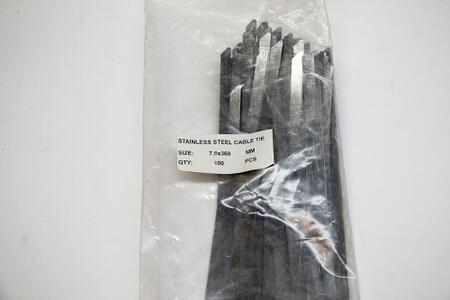 STAINLESS STEEL CABLE TIE
SIZE: 7.9x360 MM
QTY: 100 PCS